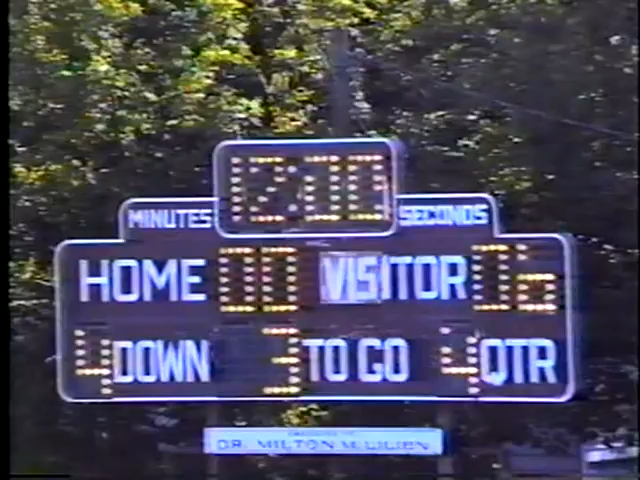 12:00
MINUTES SECONDS
HOME 00 VISITOR 06
4 DOWN 3 TO GO 4 QTR
DR. MILTON M. LILIEN